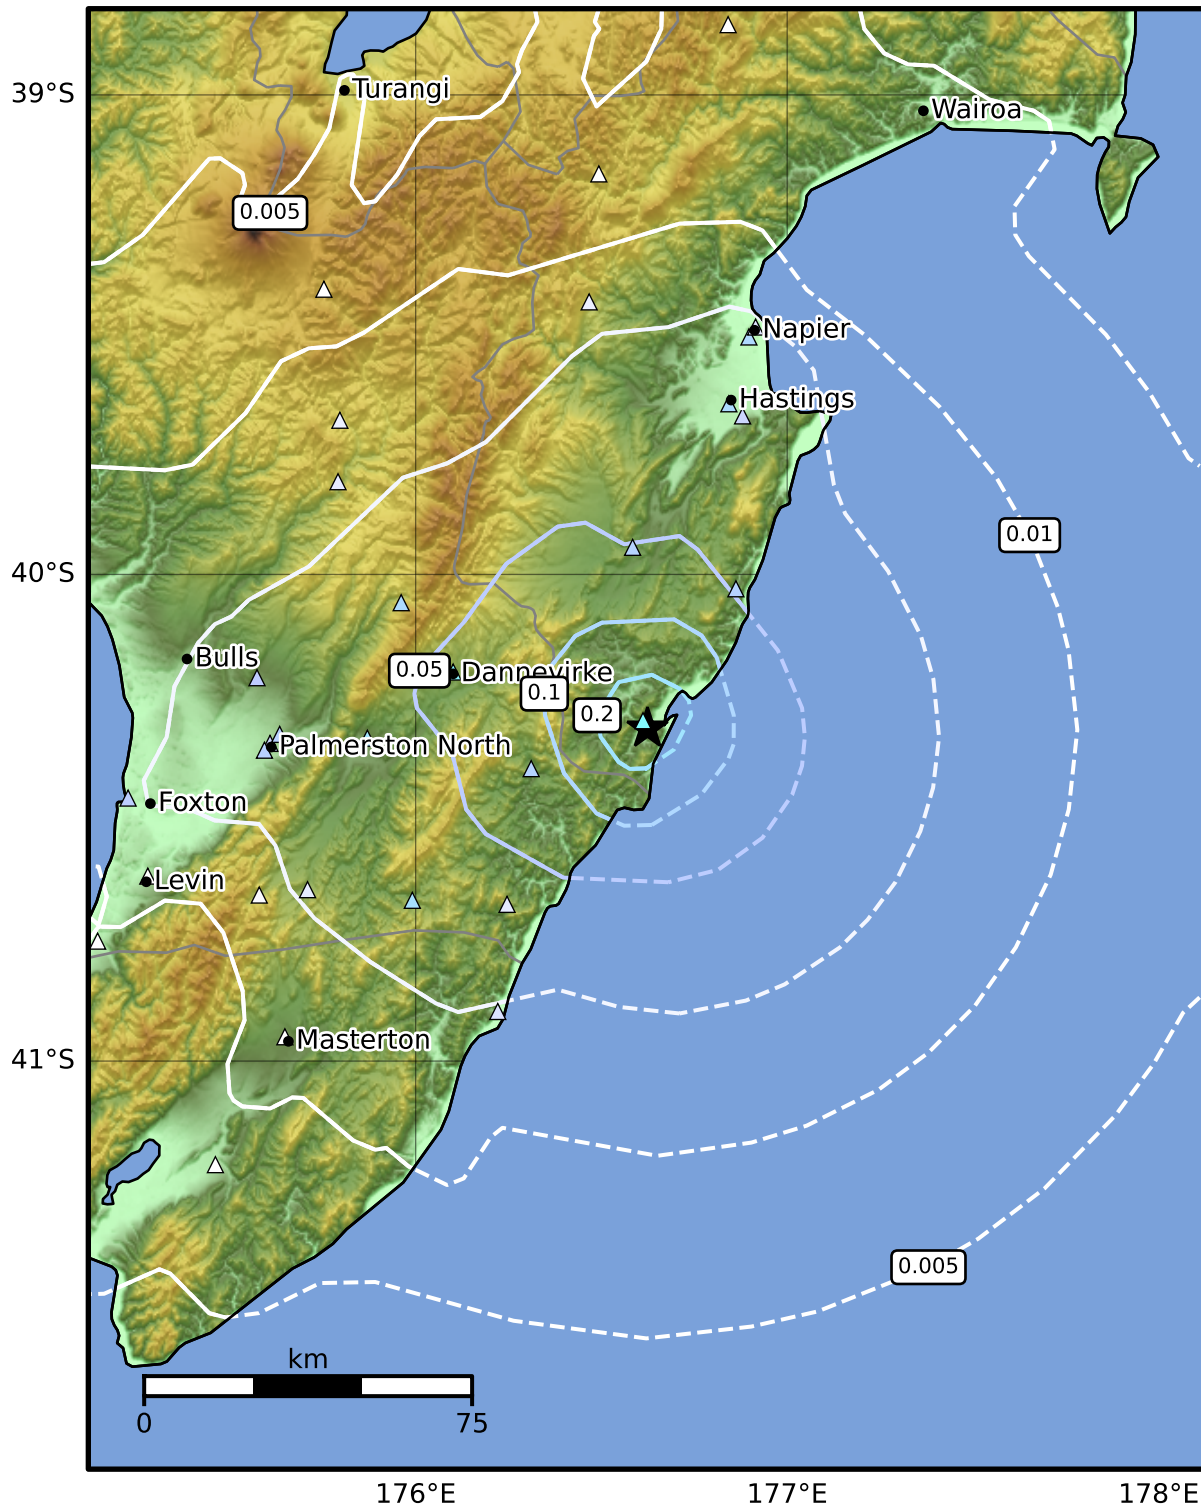 39°S
Turangi
Wairoa
0.005
Napier
Hastings
0.01
40°S
Bulls
0.05
Dannevirke
0.1
0.2
Palmerston North
Foxton
Levin
Masterton
41°S
0.005
km
0
75
176°E
177°E
178°E